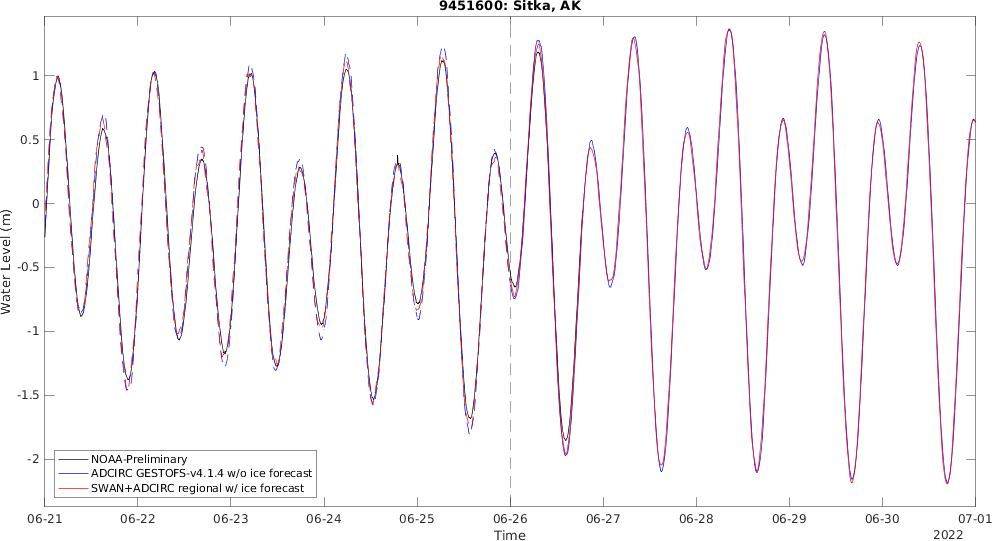 9451600: Sitka, AK
1
0.5
0
-0.5
-1
-1.5
-2
Water Level (m)
NOAA-Preliminary
ADCIRC GESTOFS-v4.1.4 w/o ice forecast
SWAN+ADCIRC regional w/ ice forecast
06-21 06-22 06-23 06-24 06-25 06-26 06-27 06-28 06-29 06-30 07-01
Time
2022